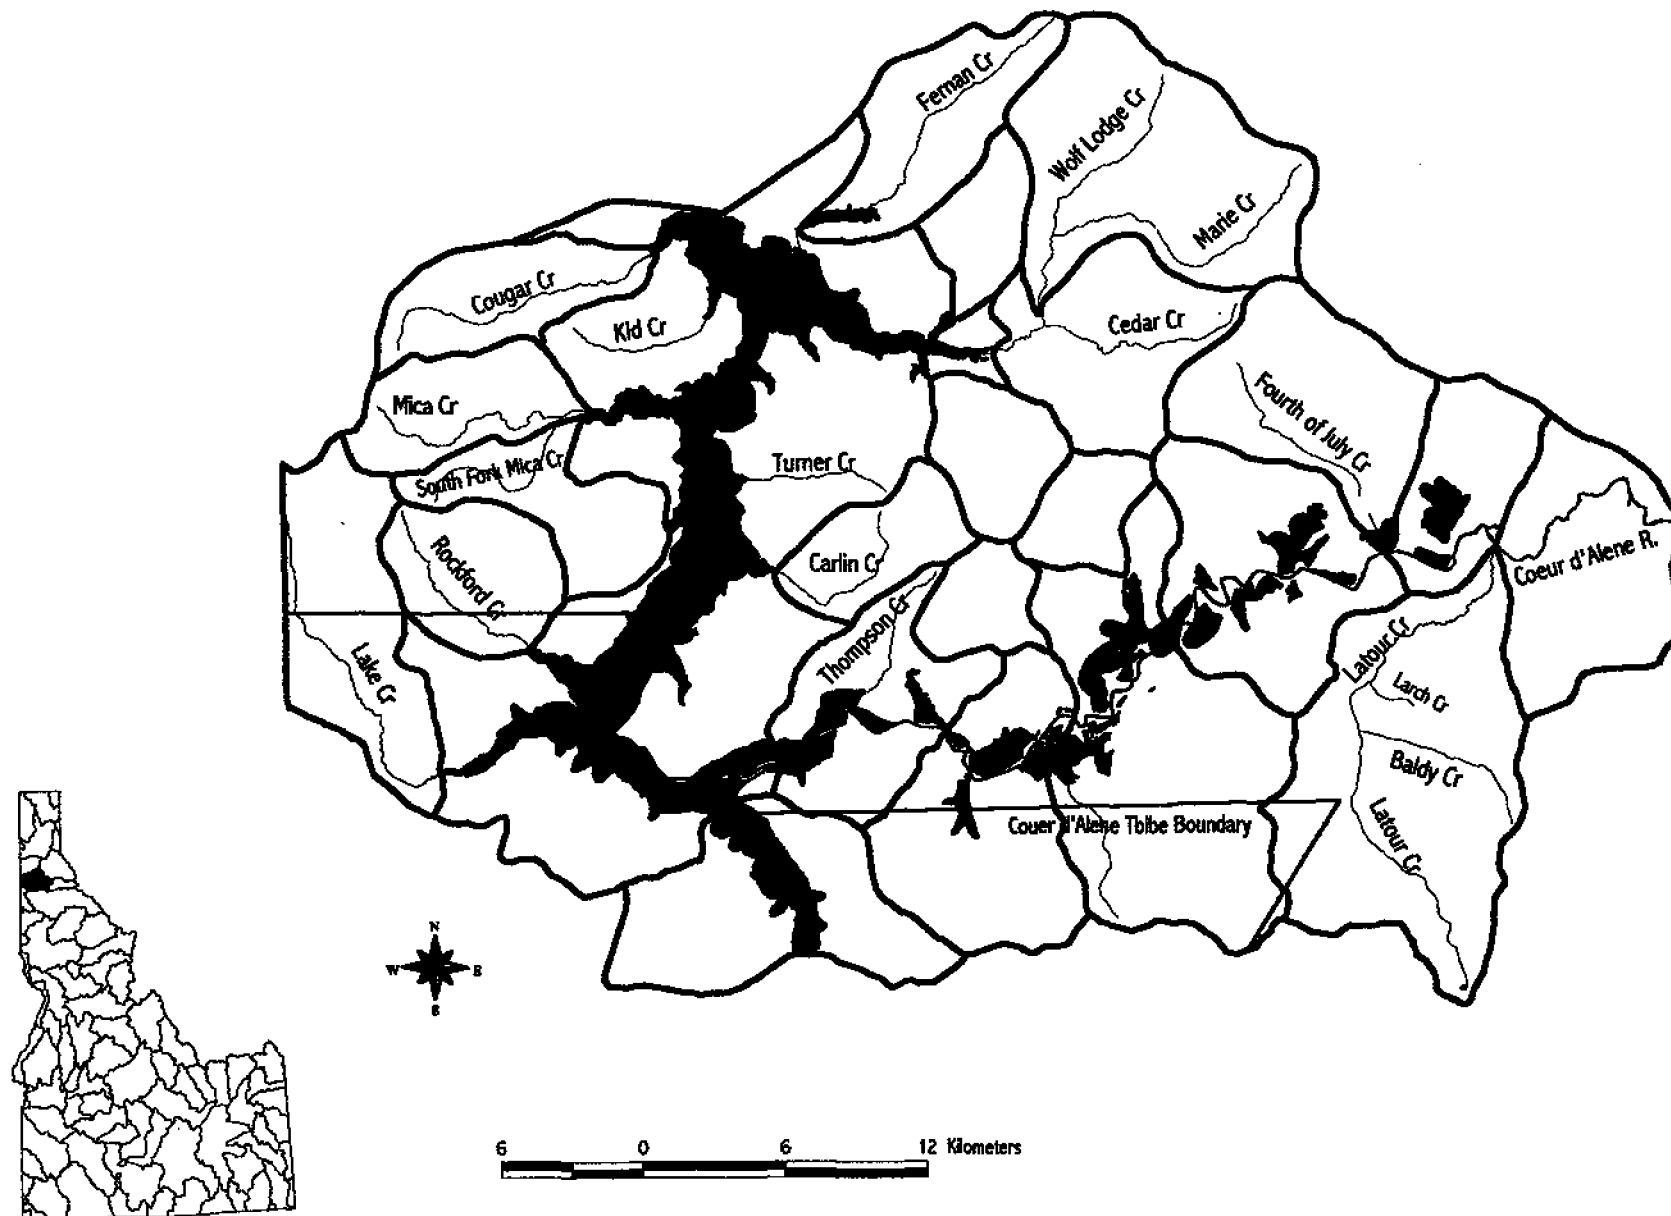 Fernan Cr
Wolf Lodge Cr
Marie Cr
Cougar Cr
Kid Cr
Cedar Cr
Mica Cr
Fourth of July Cr
South Fork Mica Cr
Turner Cr
Rockford Cr
Carlin Cr
Coeur d'Alene R.
Thompson Cr
Latour Cr
Lake Cr
Larch Cr
Baldy Cr
Couer d'Alene Tbibe Boundary
Latour Cr
N
W E
S
6 0 6 12 Kilometers